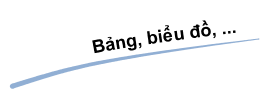 Bảng, biểu đồ, ...